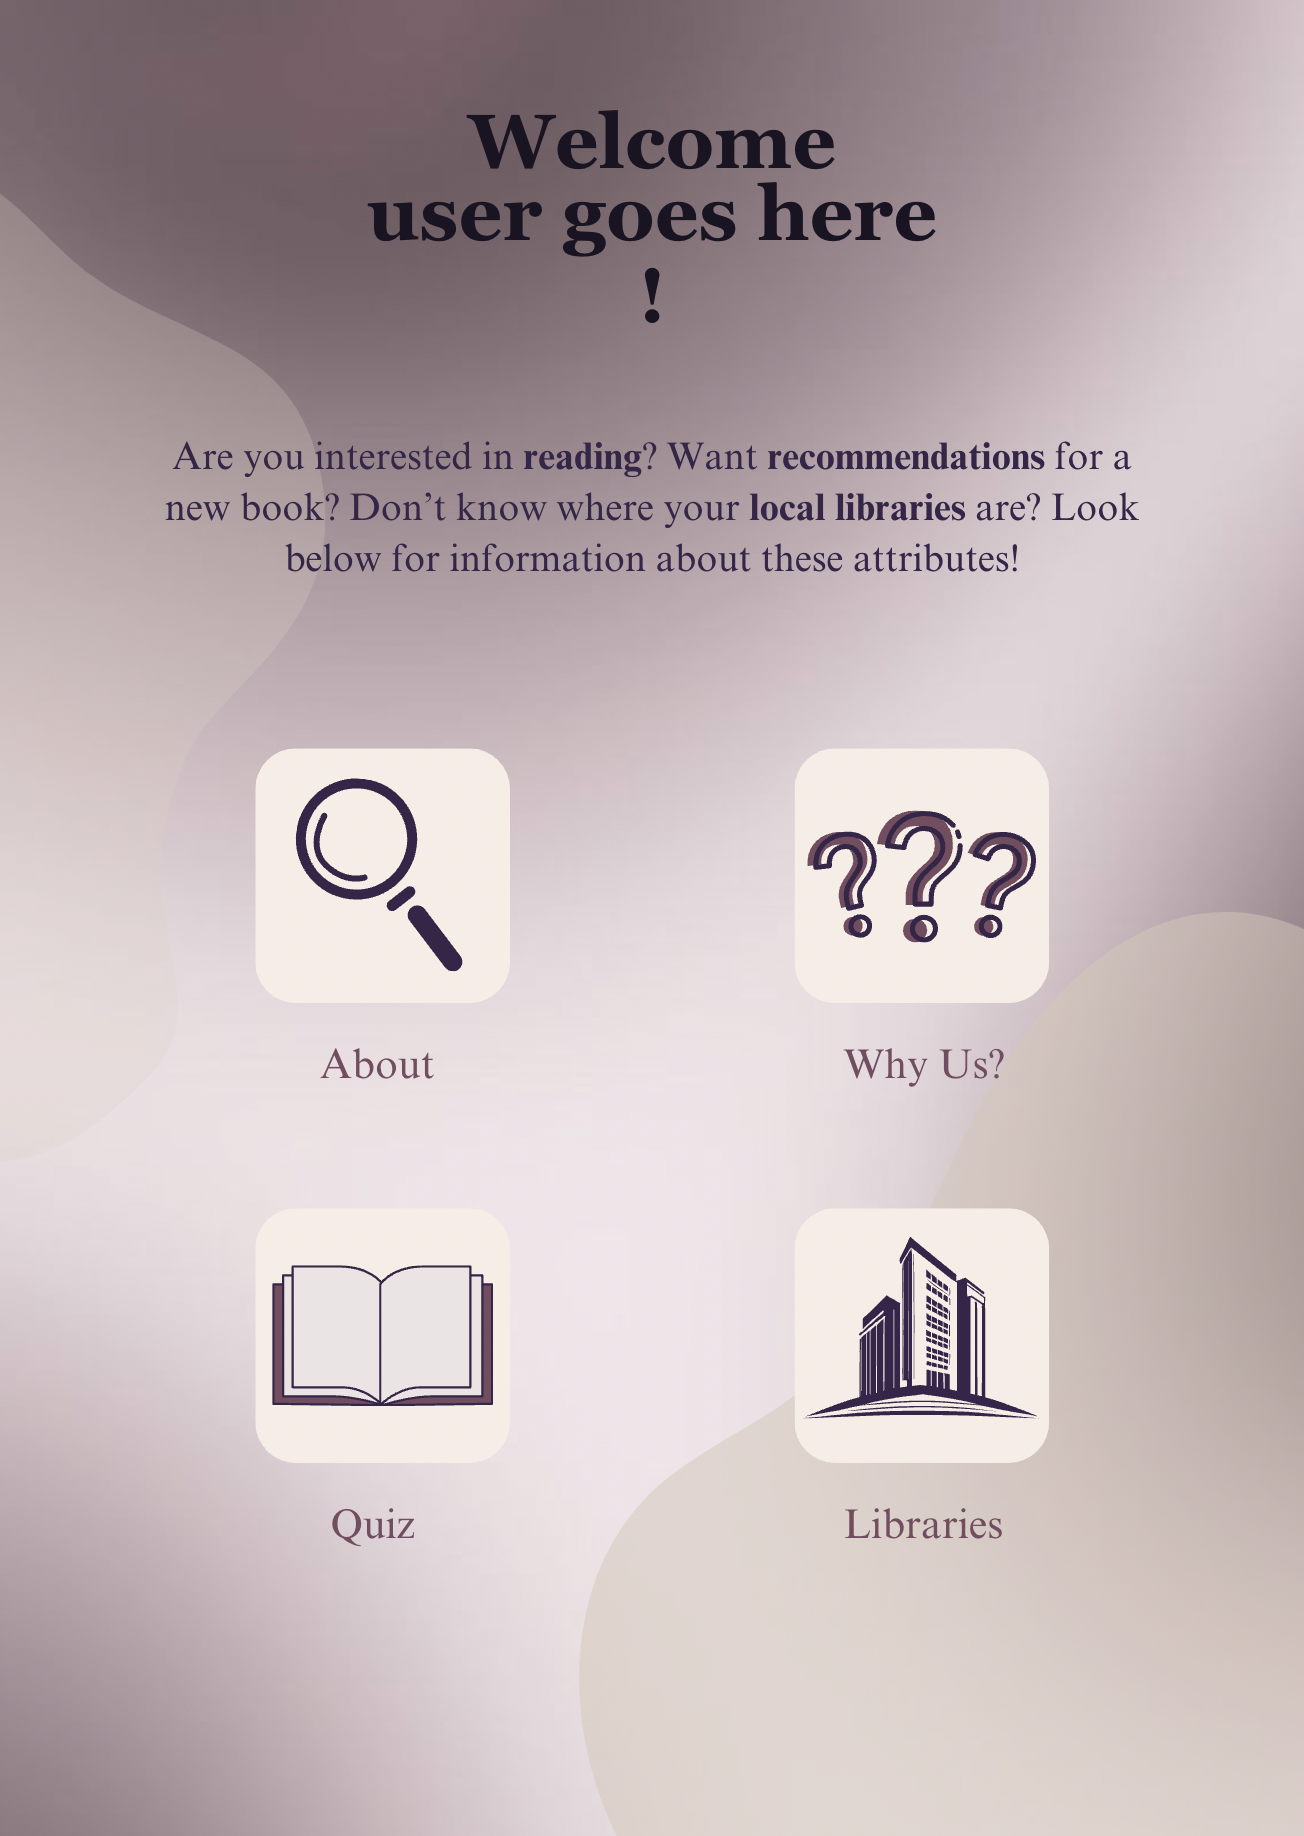 Welcome
user goes here
!
Are you interested in reading? Want recommendations for a
new book? Don’t know where your local libraries are? Look
below for information about these attributes!
???
About
Why Us?
Quiz
Libraries